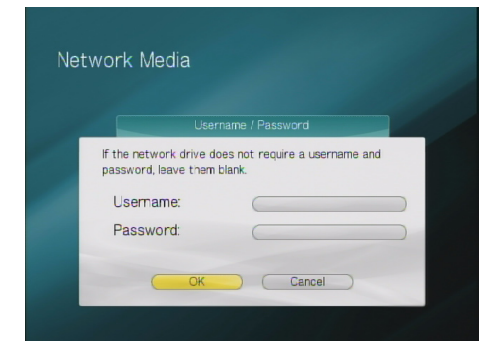 Network Media
Username / Password
If the network drive does not require a username and
password, leave them blank.
Username:
Password:
OK
Cancel